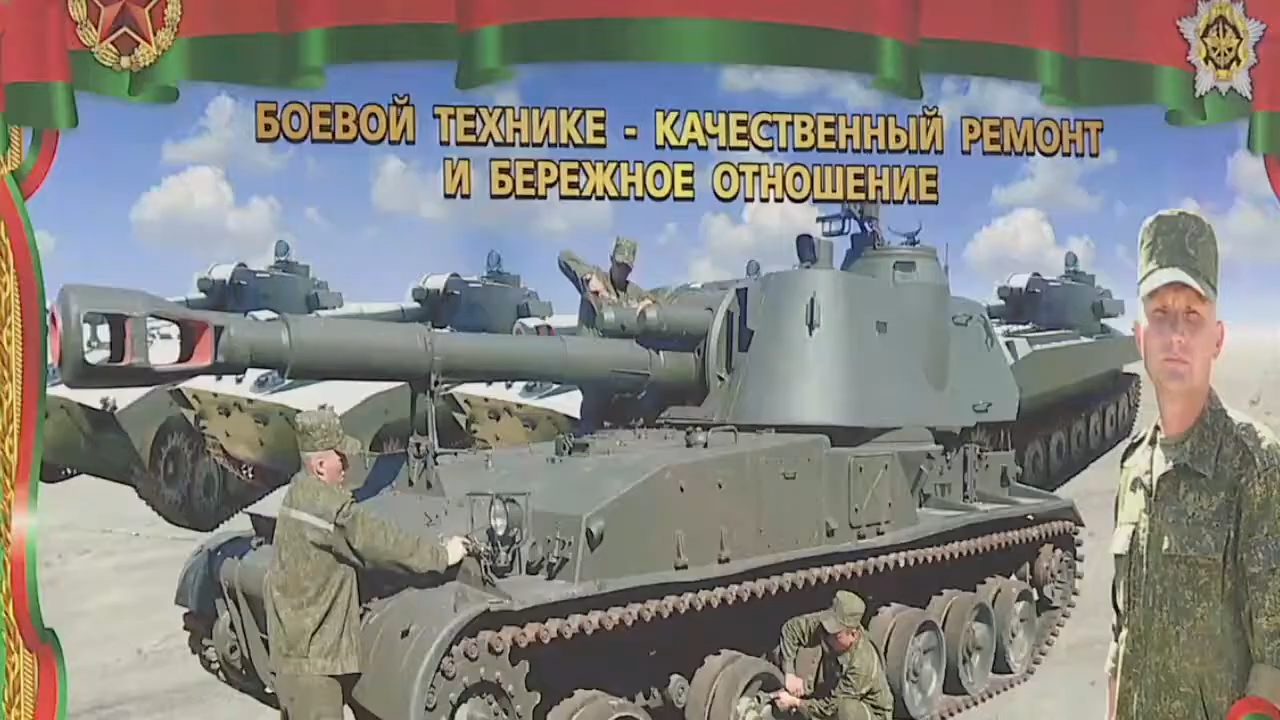 БОЕВОЙ ТЕХНИКЕ - КАЧЕСТВЕННЫЙ РЕМОНТ
И БЕРЕЖНОЕ ОТНОШЕНИЕ